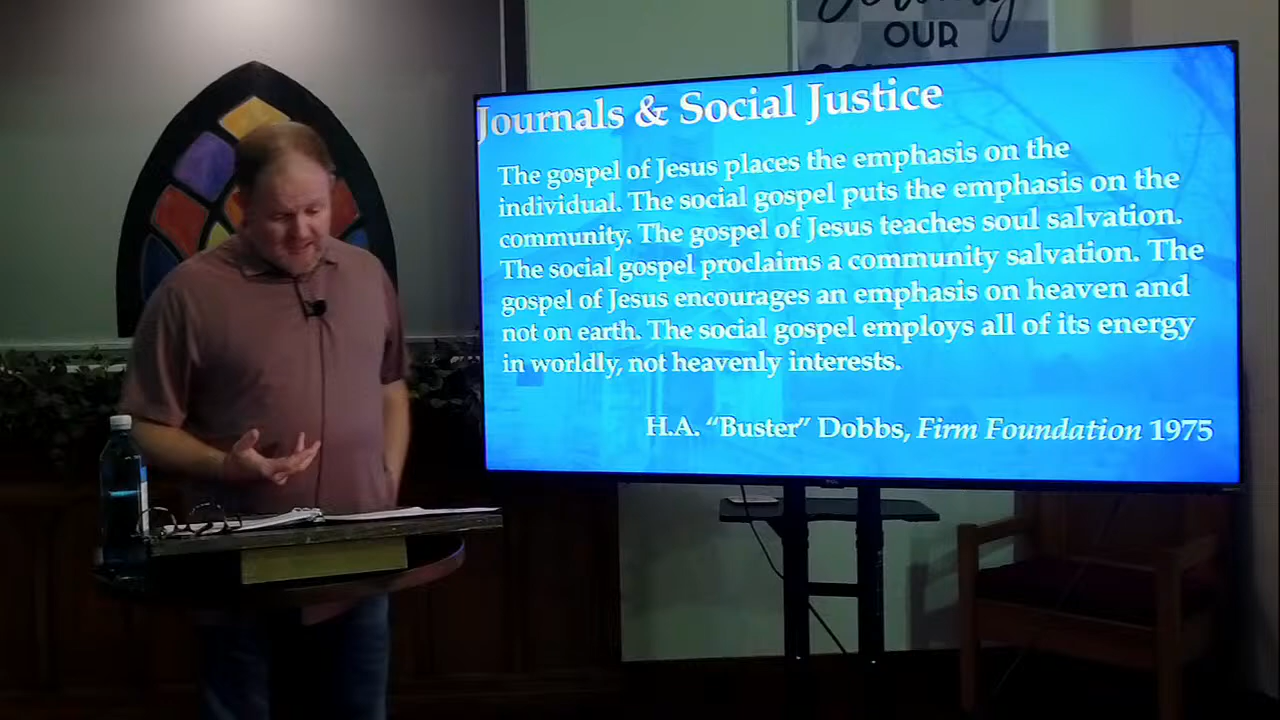 OUR
Journals & Social Justice
The gospel of Jesus places the emphasis on the
individual. The social gospel puts the emphasis on the
community. The gospel of Jesus teaches soul salvation.
The social gospel proclaims a community salvation. The
gospel of Jesus encourages an emphasis on heaven and
not on earth. The social gospel employs all of its energy
in worldly, not heavenly interests.
H.A. “Buster” Dobbs, Firm Foundation 1975